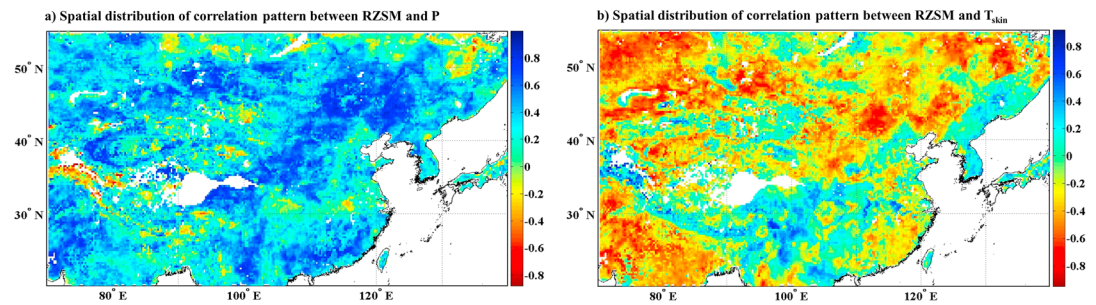 a) Spatial distribution of correlation pattern between RZSM and P
b) Spatial distribution of correlation pattern between RZSM and Tskin
50° N
40° N
30° N
80° E
100° E
120° E
0.8
0.6
0.4
0.2
0
-0.2
-0.4
-0.6
-0.8
50° N
40° N
30° N
80° E
100° E
120° E
0.8
0.6
0.4
0.2
0
-0.2
-0.4
-0.6
-0.8